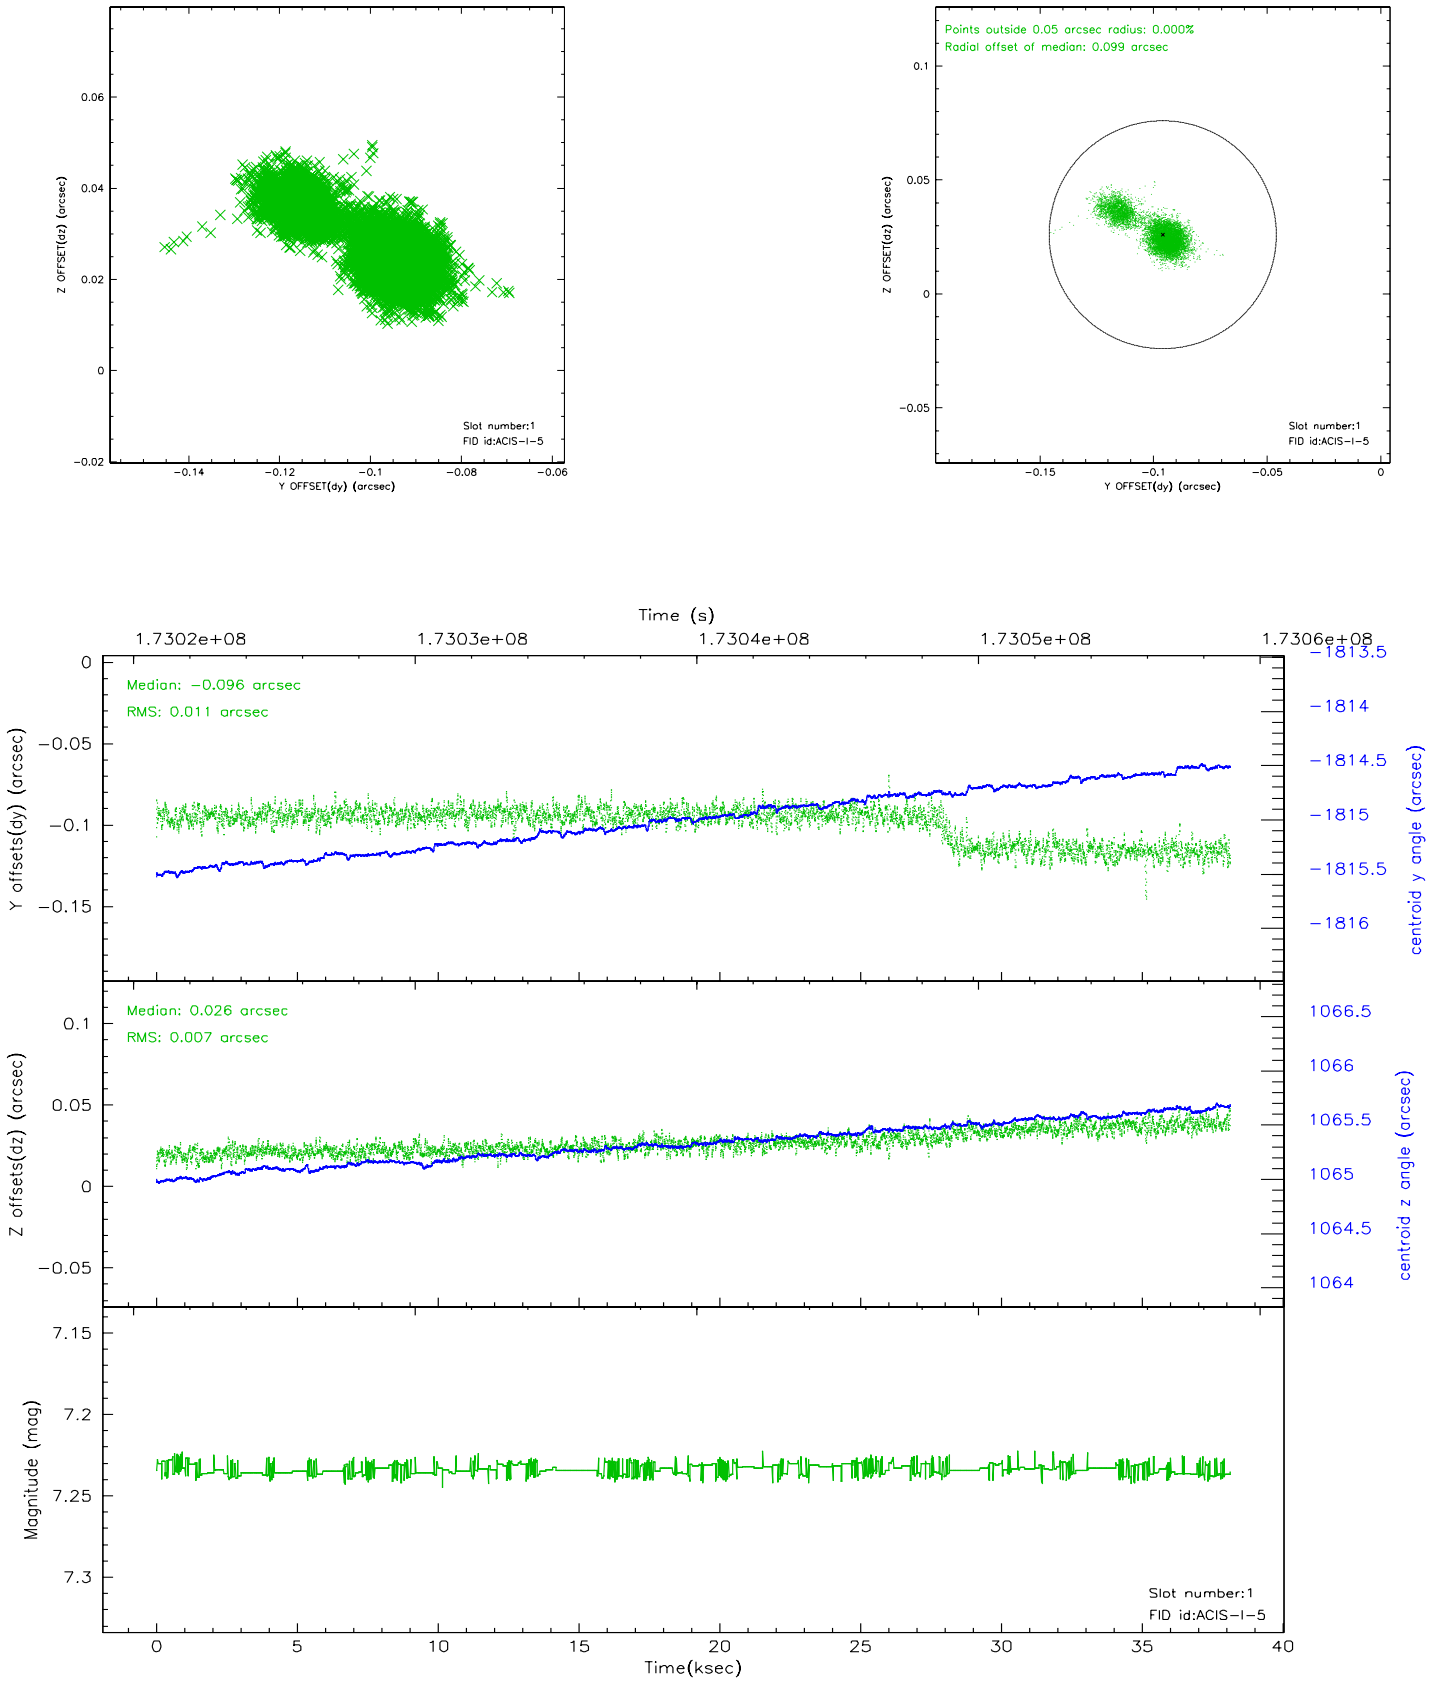 0.06
0.04
0.02
0
−0.02
Z OFFSET(dz) (arcsec)
−0.14 −0.12 −0.1 −0.08 −0.06
Y OFFSET(dy) (arcsec)
Slot number:1
FID id:ACIS−I−5
Points outside 0.05 arcsec radius: 0.000%
Radial offset of median: 0.099 arcsec
0.1
0.05
0
−0.05
Z OFFSET(dz) (arcsec)
−0.15 −0.1 −0.05 0
Y OFFSET(dy) (arcsec)
Slot number:1
FID id:ACIS−I−5
Time (s)
1.7302e+08 1.7303e+08 1.7304e+08 1.7305e+08 1.7306e+08
Median: −0.096 arcsec
RMS: 0.011 arcsec
0
−0.05
−0.1
−0.15
Y offsets(dy) (arcsec)
−1813.5
−1814
−1814.5
−1815
−1815.5
−1816
centroid y angle (arcsec)
Median: 0.026 arcsec
RMS: 0.007 arcsec
0.1
0.05
0
−0.05
Z offsets(dz) (arcsec)
1066.5
1066
1065.5
1065
1064.5
1064
centroid z angle (arcsec)
7.15
7.2
7.25
7.3
Magnitude (mag)
Slot number:1
FID id:ACIS−I−5
0 5 10 15 20 25 30 35 40
Time(ksec)